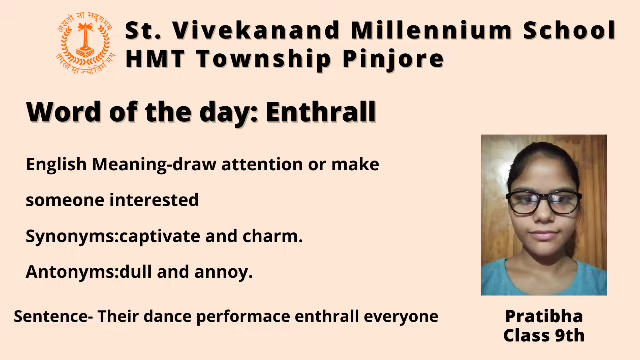 St. Vivekanand Millennium School
HMT Township Pinjore
Word of the day: Enthrall
English Meaning-draw attention or make
someone interested
Synonyms:captivate and charm.
Antonyms:dull and annoy.
Sentence- Their dance performace enthrall everyone
Pratibha
Class 9th